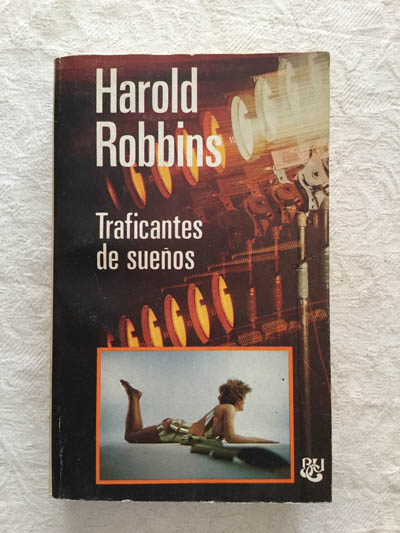 Harold
Robbins
Traficantes
de sueños